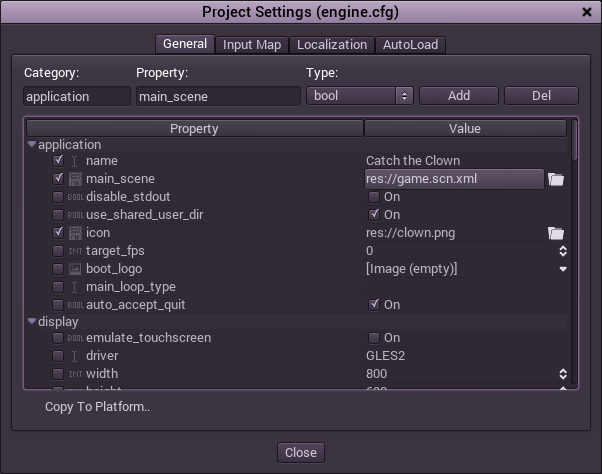 Project Settings (engine.cfg)
General Input Map Localization AutoLoad
Category: Property: Type:
application main_scene bool Add Del
Property Value
application
name Catch the Clown
main_scene res://game.scn.xml
BOOL disable_stdout On
BOOL use_shared_user_dir On
icon res://clown.png
INT target_fps 0
boot_logo [Image (empty)]
main_loop_type
BOOL auto_accept_quit On
display
BOOL emulate_touchscreen On
driver GLES2
INT width 800
INT height 600
Copy To Platform..
Close